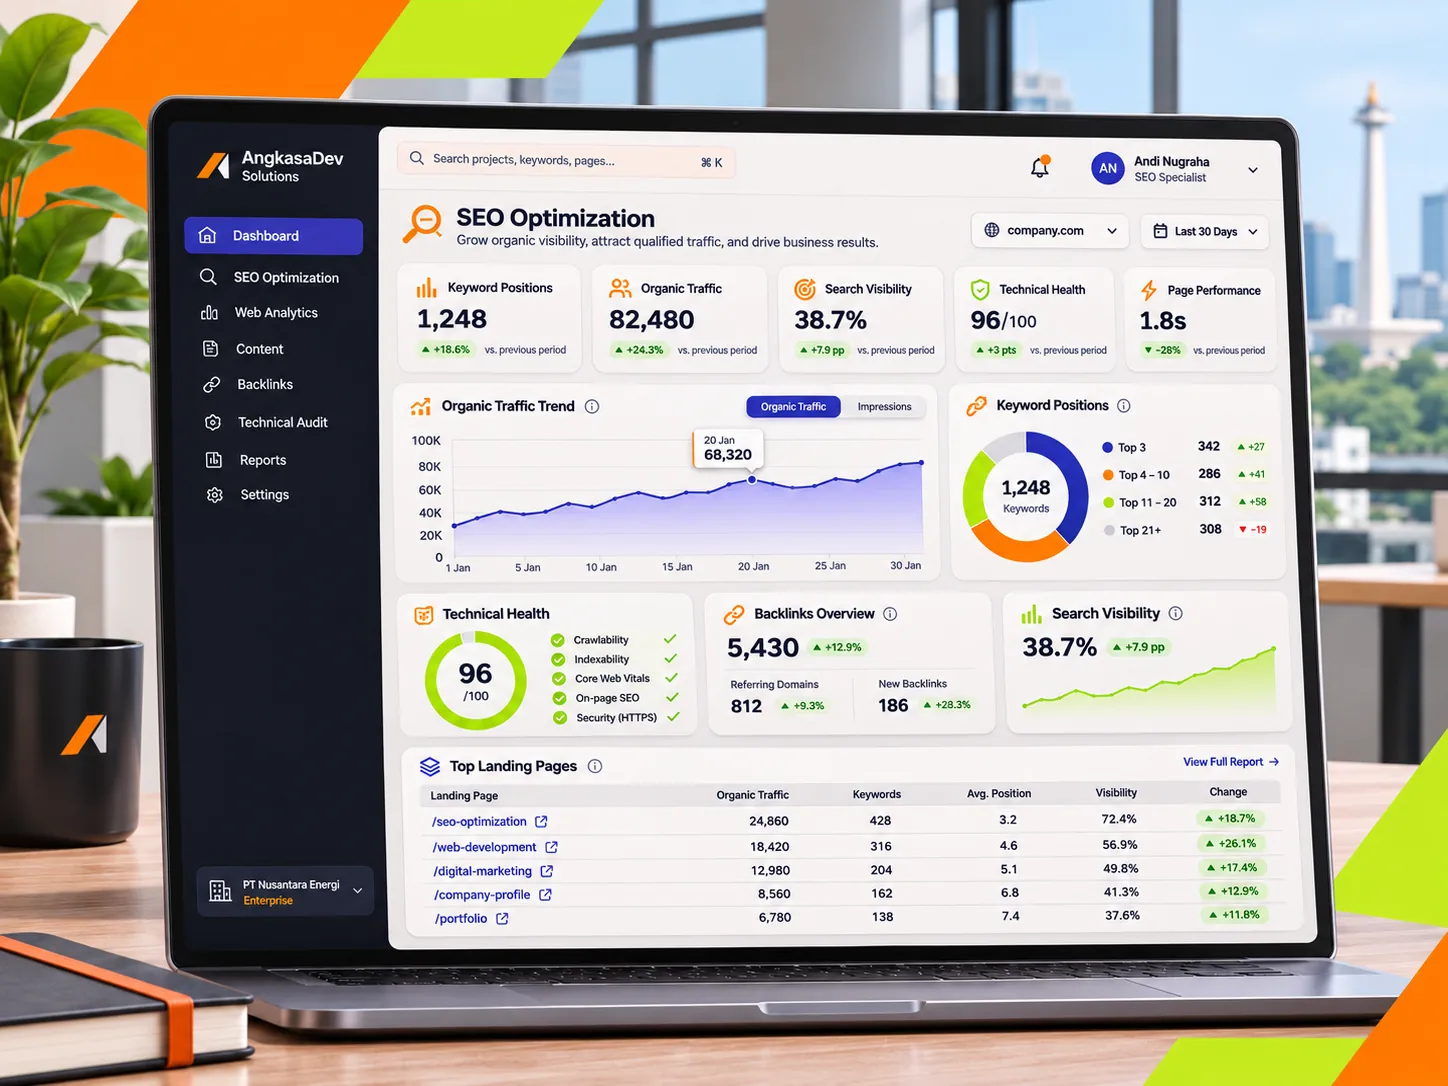 AngkasaDev
Solutions
Dashboard
SEO Optimization
Web Analytics
Content
Backlinks
Technical Audit
Reports
Settings
PT Nusantara Energi
Enterprise
Search projects, keywords, pages...
⌘ K
AN
Andi Nugraha
SEO Specialist
SEO Optimization
Grow organic visibility, attract qualified traffic, and drive business results.
company.com
Last 30 Days
Keyword Positions
1,248
▲ +18.6% vs. previous period
Organic Traffic
82,480
▲ +24.3% vs. previous period
Search Visibility
38.7%
▲ +7.9 pp vs. previous period
Technical Health
96/100
▲ +3 pts vs. previous period
Page Performance
1.8s
▼ −28% vs. previous period
Organic Traffic Trend
Organic Traffic
Impressions
100K
80K
60K
40K
20K
0
20 Jan
68,320
1 Jan 5 Jan 10 Jan 15 Jan 20 Jan 25 Jan 30 Jan
Keyword Positions
1,248
Keywords
Top 3 342 ▲ +27
Top 4 – 10 286 ▲ +41
Top 11 – 20 312 ▲ +58
Top 21+ 308 ▼ −19
Technical Health
96
/100
Crawlability
Indexability
Core Web Vitals
On-page SEO
Security (HTTPS)
Backlinks Overview
5,430 ▲ +12.9%
Referring Domains
812 ▲ +9.3%
New Backlinks
186 ▲ +28.3%
Search Visibility
38.7% ▲ +7.9 pp
Top Landing Pages
View Full Report →
Landing Page Organic Traffic Keywords Avg. Position Visibility Change
/seo-optimization 24,860 428 3.2 72.4% ▲ +18.7%
/web-development 18,420 316 4.6 56.9% ▲ +26.1%
/digital-marketing 12,980 204 5.1 49.8% ▲ +17.4%
/company-profile 8,560 162 6.8 41.3% ▲ +12.9%
/portfolio 6,780 138 7.4 37.6% ▲ +11.8%